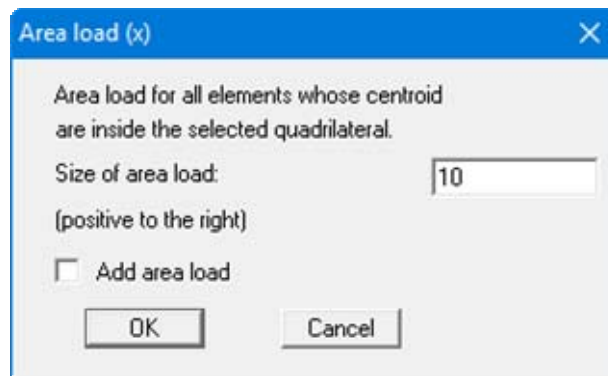 Area load (x)
Area load for all elements whose centroid
are inside the selected quadrilateral.
Size of area load: 10
(positive to the right)
Add area load
OK Cancel